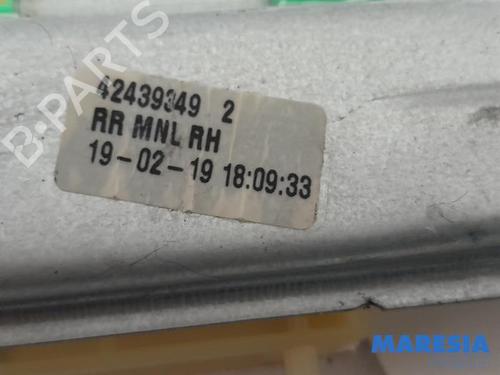 42439349 2
RR MNL RH
19-02-19 18:09:33
B-PARTS
MARESIA